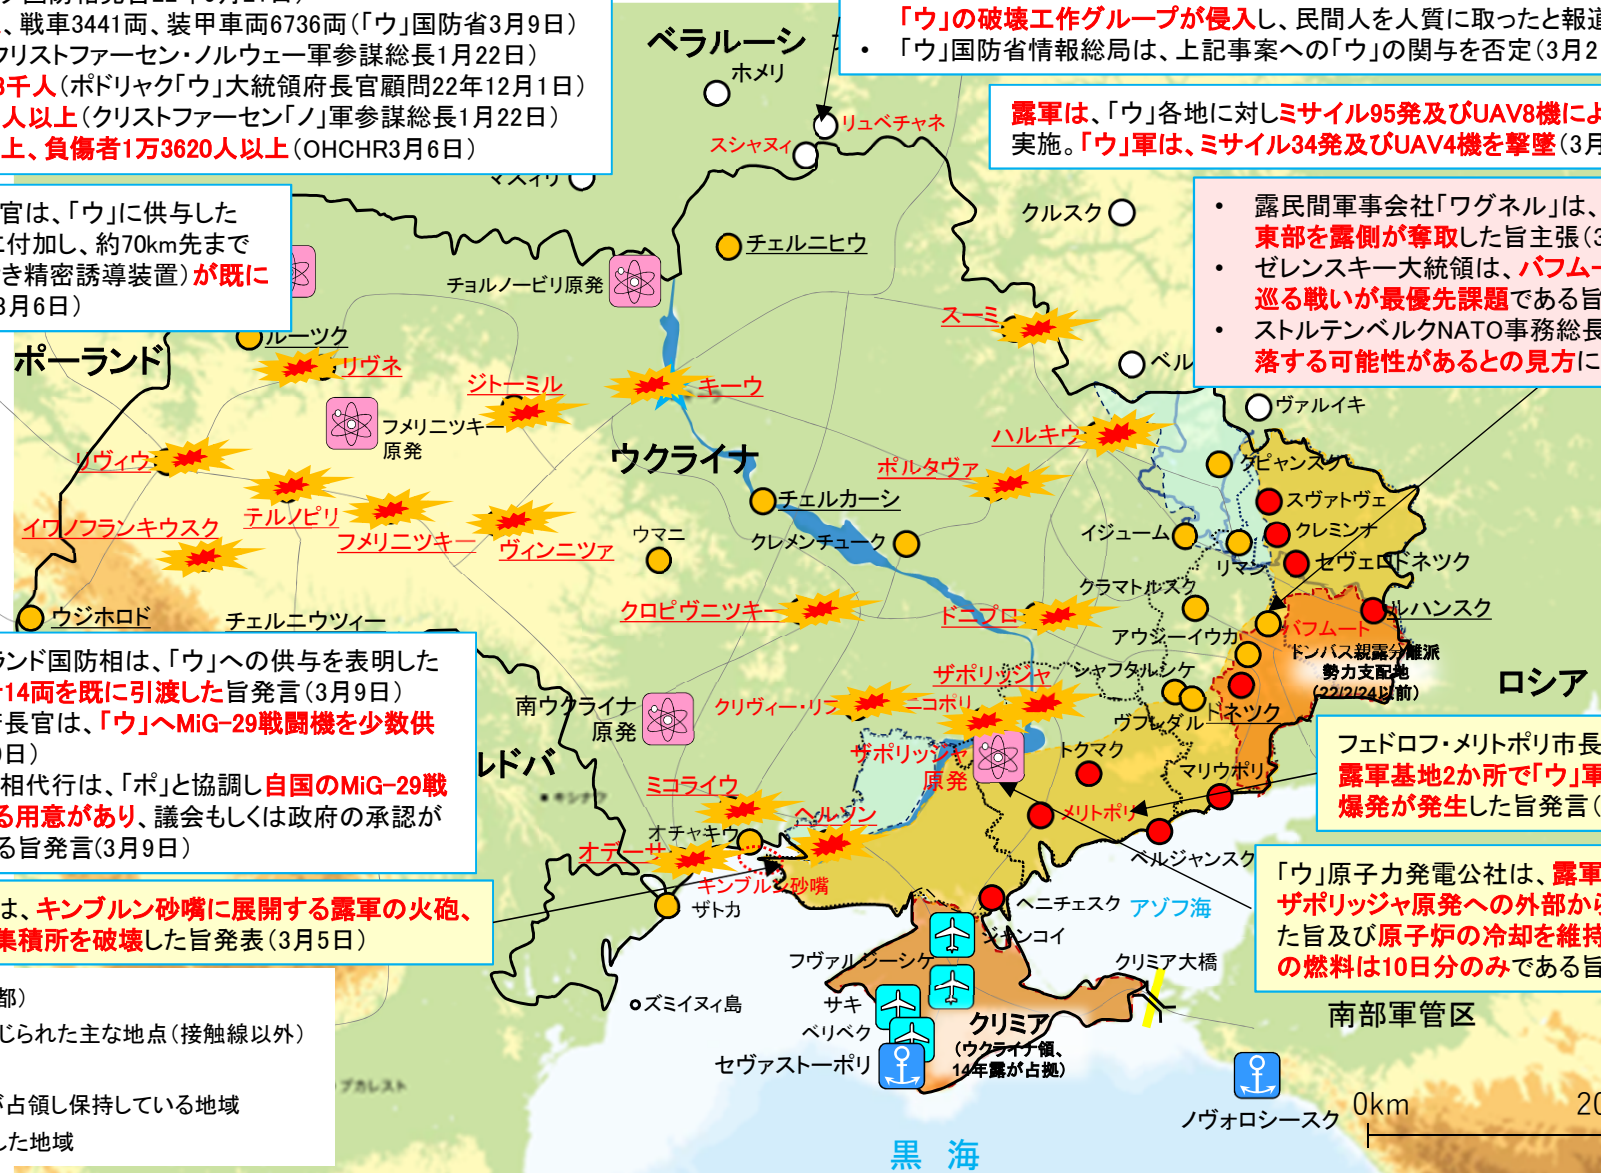 、戦車3441両、装甲車両6736両(「ウ」国防省3月9日)
クリストファーセン・ノルウェー軍参謀総長1月22日)
3千人(ポドリャク「ウ」大統領府長官顧問22年12月1日)
人以上(クリストファーセン「ノ」軍参謀総長1月22日)
上、負傷者1万3620人以上(OHCHR3月6日)
「ウ」の破壊工作グループが侵入し、民間人を人質に取ったと報道
• 「ウ」国防省情報総局は、上記事案への「ウ」の関与を否定(3月2
露軍は、「ウ」各地に対しミサイル95発及びUAV8機によ
実施。「ウ」軍は、ミサイル34発及びUAV4機を撃墜(3月
官は、「ウ」に供与した
に付加し、約70km先まで
き精密誘導装置)が既に
3月6日)
• 露民間軍事会社「ワグネル」は、
東部を露側が奪取した旨主張(3
• ゼレンスキー大統領は、バフムー
巡る戦いが最優先課題である旨
• ストルテンベルクNATO事務総長
落する可能性があるとの見方に
ベラルーシ
ホメリ
リュベチャネ
スシャヌィ
マズィリ
クルスク
チェルニヒウ
チョルノービリ原発
スーミ
ポーランド
ルーツク
リヴネ
ジトーミル
キーウ
ベル
ヴァルイキ
フメリニツキー
原発
ハルキウ
リヴィウ
ウクライナ
ポルタヴァ
クピャンスク
チェルカーシ
スヴァトヴェ
テルノピリ
イワノフランキウスク
フメリニツキー
ヴィンニツァ
ウマニ
クレメンチューク
イジューム
クレミンナ
リマン
セヴェロドネツク
クラマトルスク
クロピヴニツキー
ドニプロ
ルハンスク
ウジホロド
チェルニウツィー
アウジーイウカ
バフムート
ドンバス親露分離派
勢力支配地
(22/2/24以前)
シャフタルシケ
ロシア
ランド国防相は、「ウ」への供与を表明した
14両を既に引渡した旨発言(3月9日)
長官は、「ウ」へMiG-29戦闘機を少数供
日)
相代行は、「ポ」と協調し自国のMiG-29戦
る用意があり、議会もしくは政府の承認が
る旨発言(3月9日)
ザポリッジャ
南ウクライナ
原発
クリヴィー・リフ
ニコポリ
ヴフレダル
ドネツク
ルドバ
キシナウ
ザポリッジャ
原発
トクマク
マリウポリ
フェドロフ・メリトポリ市長
露軍基地2か所で「ウ」軍
爆発が発生した旨発言(
ミコライウ
ヘルソン
メリトポリ
オチャキウ
オデーサ
ベルジャンスク
キンブルン砂嘴
ザトカ
ヘニチェスク
アゾフ海
「ウ」原子力発電公社は、露軍
ザポリッジャ原発への外部から
た旨及び原子炉の冷却を維持
の燃料は10日分のみである旨
は、キンブルン砂嘴に展開する露軍の火砲、
集積所を破壊した旨発表(3月5日)
ジャンコイ
フヴァルジーシケ
クリミア大橋
都)
じられた主な地点(接触線以外)
が占領し保持している地域
した地域
ズミイヌィ島
サキ
ベリベク
クリミア
(ウクライナ領、
14年露が占拠)
セヴァストーポリ
南部軍管区
ブカレスト
ノヴォロシースク
0km
20
黒 海